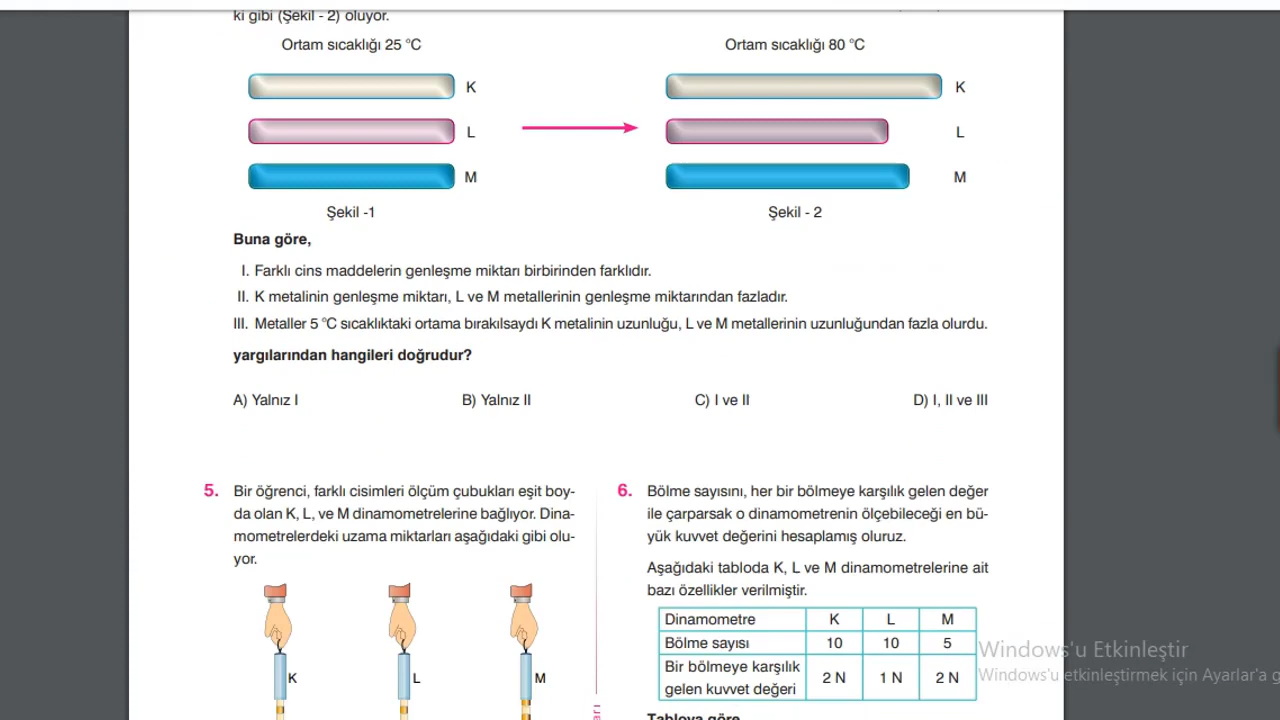 ki gibi (Şekil - 2) oluyor.
Ortam sıcaklığı 25 °C
Ortam sıcaklığı 80 °C
K
K
L
L
M
M
Şekil -1
Şekil - 2
Buna göre,
I. Farklı cins maddelerin genleşme miktarı birbirinden farklıdır.
II. K metalinin genleşme miktarı, L ve M metallerinin genleşme miktarından fazladır.
III. Metaller 5 °C sıcaklıktaki ortama bırakılsaydı K metalinin uzunluğu, L ve M metallerinin uzunluğundan fazla olurdu.
yargılarından hangileri doğrudur?
A) Yalnız I
B) Yalnız II
C) I ve II
D) I, II ve III
5. Bir öğrenci, farklı cisimleri ölçüm çubukları eşit boy-
da olan K, L, ve M dinamometrelerine bağlıyor. Dina-
mometrelerdeki uzama miktarları aşağıdaki gibi olu-
yor.
K
L
M
6. Bölme sayısını, her bir bölmeye karşılık gelen değer
ile çarparsak o dinamometrenin ölçebileceği en bü-
yük kuvvet değerini hesaplamış oluruz.
Aşağıdaki tabloda K, L ve M dinamometrelerine ait
bazı özellikler verilmiştir.
Dinamometre K L M
Bölme sayısı 10 10 5
Bir bölmeye karşılık
gelen kuvvet değeri 2 N 1 N 2 N
Tabloya göre,
Windows'u Etkinleştir
Windows'u etkinleştirmek için Ayarlar'a g